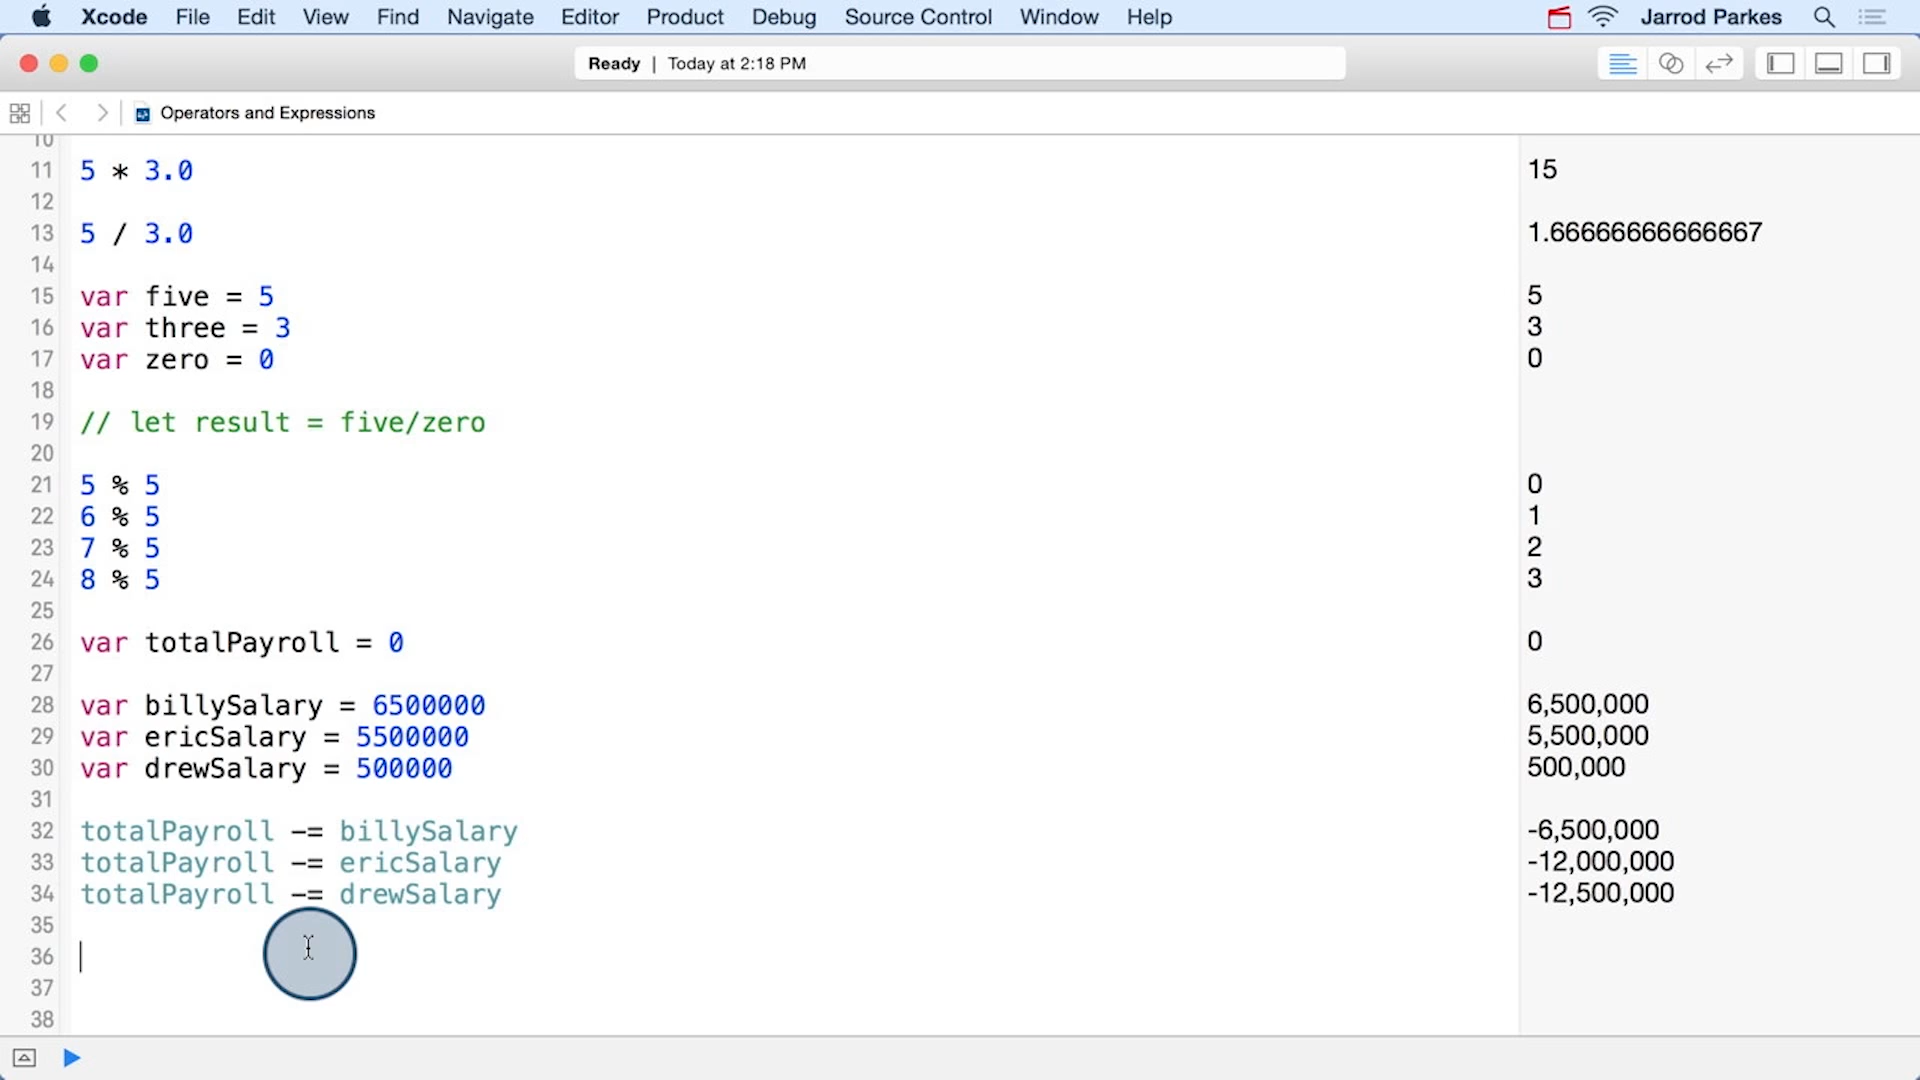 Xcode File Edit View Find Navigate Editor Product Debug Source Control Window Help Jarrod Parkes
Ready | Today at 2:18 PM
Operators and Expressions
10
11 5 * 3.0 15
12
13 5 / 3.0 1.66666666666667
14
15 var five = 5 5
16 var three = 3 3
17 var zero = 0 0
18
19 // let result = five/zero
20
21 5 % 5 0
22 6 % 5 1
23 7 % 5 2
24 8 % 5 3
25
26 var totalPayroll = 0 0
27
28 var billySalary = 6500000 6,500,000
29 var ericSalary = 5500000 5,500,000
30 var drewSalary = 500000 500,000
31
32 totalPayroll -= billySalary -6,500,000
33 totalPayroll -= ericSalary -12,000,000
34 totalPayroll -= drewSalary -12,500,000
35
36
37
38